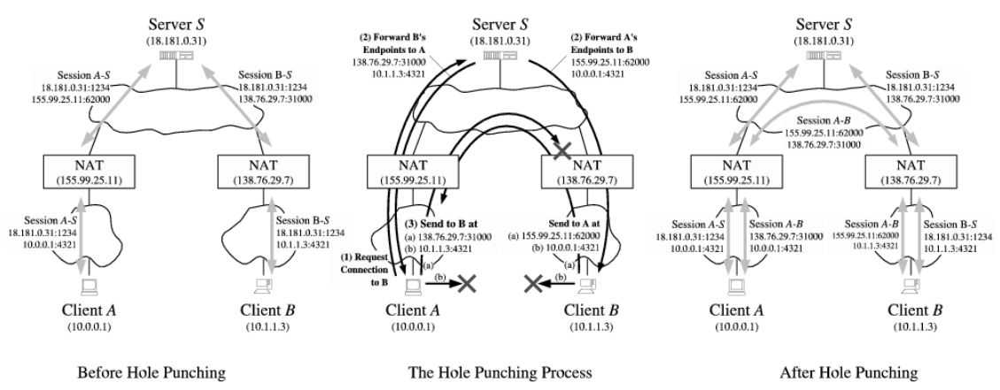 Server S
(18.181.0.31)
Session A-S
18.181.0.31:1234
155.99.25.11:62000
Session B-S
18.181.0.31:1234
138.76.29.7:31000
NAT
(155.99.25.11)
NAT
(138.76.29.7)
Session A-S
18.181.0.31:1234
10.0.0.1:4321
Session B-S
18.181.0.31:1234
10.1.1.3:4321
Client A
(10.0.0.1)
Client B
(10.1.1.3)
Before Hole Punching
Server S
(18.181.0.31)
(2) Forward B's
Endpoints to A
138.76.29.7:31000
10.1.1.3:4321
(2) Forward A's
Endpoints to B
155.99.25.11:62000
10.0.0.1:4321
NAT
(155.99.25.11)
NAT
(138.76.29.7)
(3) Send to B at
(a) 138.76.29.7:31000
(b) 10.1.1.3:4321
Send to A at
(a) 155.99.25.11:62000
(b) 10.0.0.1:4321
(1) Request
Connection
to B
(a)
(b)
(a)
(b)
Client A
(10.0.0.1)
Client B
(10.1.1.3)
The Hole Punching Process
Server S
(18.181.0.31)
Session A-S
18.181.0.31:1234
155.99.25.11:62000
Session B-S
18.181.0.31:1234
138.76.29.7:31000
Session A-B
155.99.25.11:62000
138.76.29.7:31000
NAT
(155.99.25.11)
NAT
(138.76.29.7)
Session A-S
18.181.0.31:1234
10.0.0.1:4321
Session A-B
138.76.29.7:31000
10.0.0.1:4321
Session A-B
155.99.25.11:62000
10.1.1.3:4321
Session B-S
18.181.0.31:1234
10.1.1.3:4321
Client A
(10.0.0.1)
Client B
(10.1.1.3)
After Hole Punching